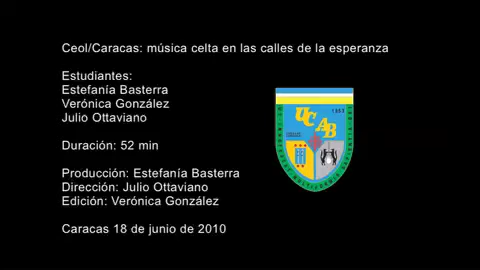 Ceol/Caracas: música celta en las calles de la esperanza
Estudiantes:
Estefanía Basterra
Verónica González
Julio Ottaviano
Duración: 52 min
Producción: Estefanía Basterra
Dirección: Julio Ottaviano
Edición: Verónica González
Caracas 18 de junio de 2010
UCAB
1953